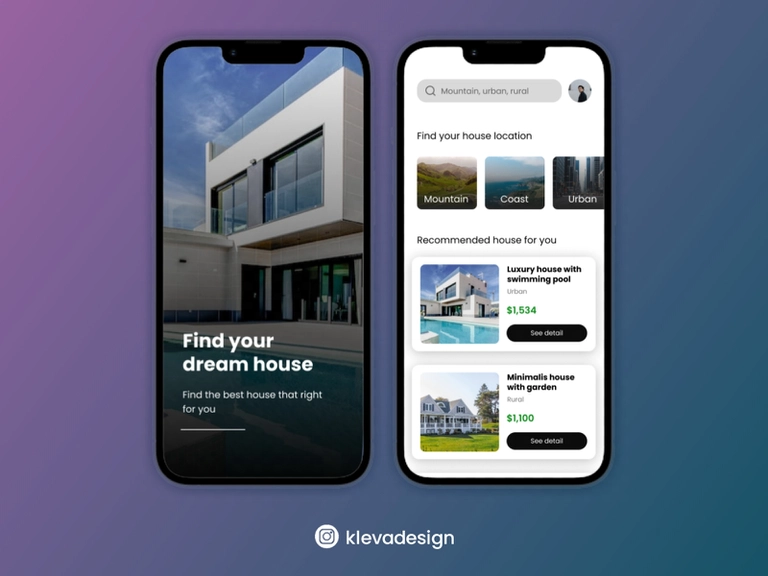 Find your
dream house
Find the best house that right
for you
Mountain, urban, rural
Find your house location
Mountain
Coast
Urban
Recommended house for you
Luxury house with
swimming pool
Urban
$1,534
See detail
Minimalis house
with garden
Rural
$1,100
See detail
klevadesign